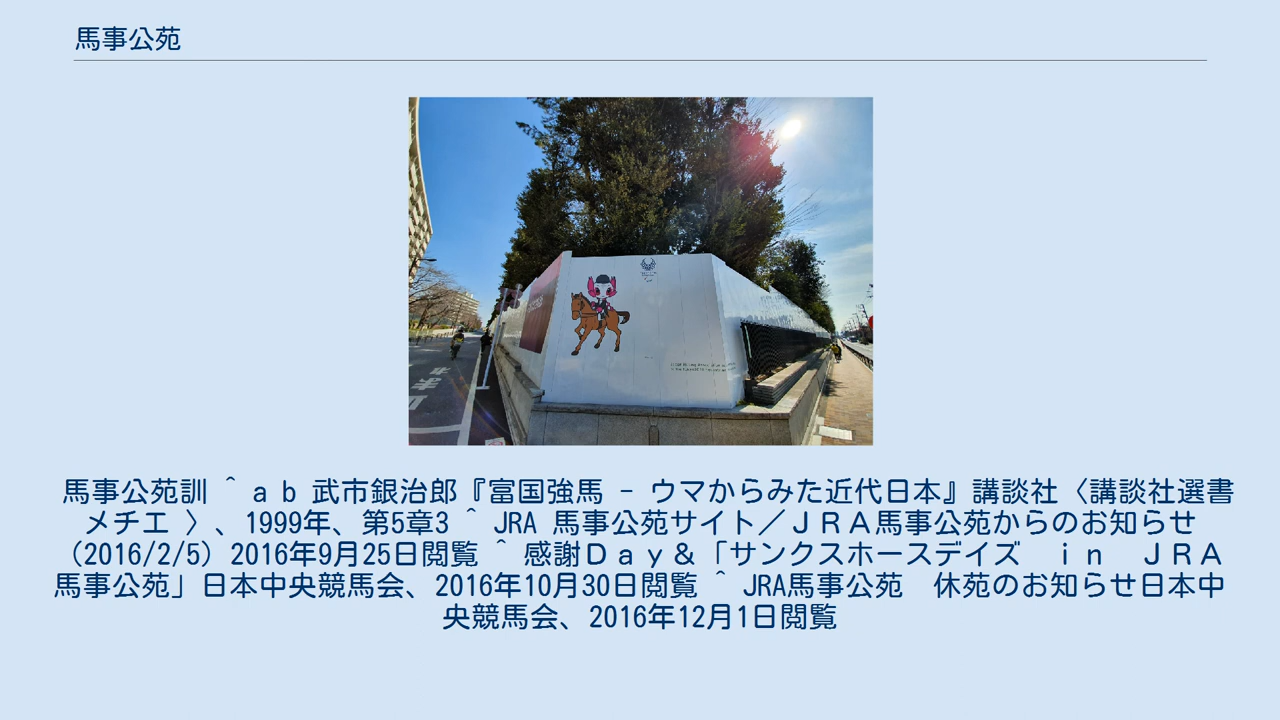 馬事公苑
馬事公苑訓 ^ a b 武市銀治郎『富国強馬 - ウマからみた近代日本』講談社〈講談社選書
メチエ 〉、1999年、第5章3 ^ JRA 馬事公苑サイト／ＪＲＡ馬事公苑からのお知らせ
（2016/2/5）2016年9月25日閲覧 ^ 感謝Ｄａｙ＆「サンクスホースデイズ　ｉｎ　ＪＲＡ
馬事公苑」日本中央競馬会、2016年10月30日閲覧 ^ JRA馬事公苑　休苑のお知らせ日本中
央競馬会、2016年12月1日閲覧